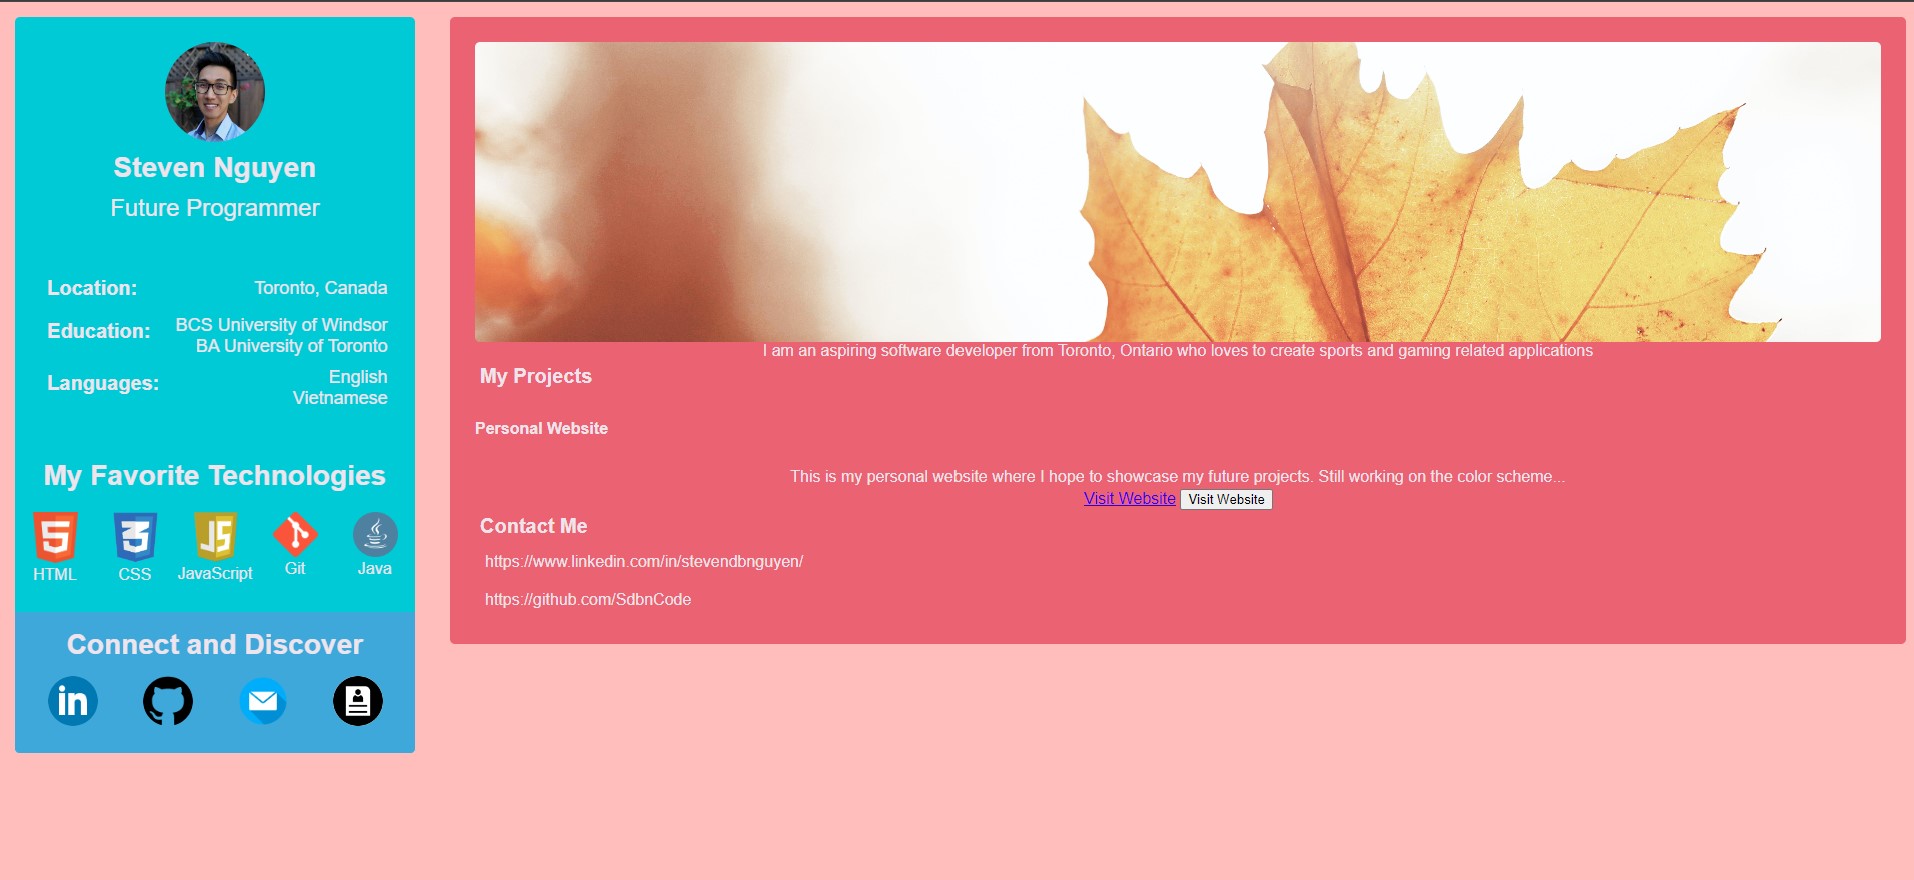 Steven Nguyen
Future Programmer
Location:
Toronto, Canada
Education:
BCS University of Windsor
BA University of Toronto
Languages:
English
Vietnamese
My Favorite Technologies
5
3
JS
HTML
CSS
JavaScript
Git
Java
Connect and Discover
in
I am an aspiring software developer from Toronto, Ontario who loves to create sports and gaming related applications
My Projects
Personal Website
This is my personal website where I hope to showcase my future projects. Still working on the color scheme...
Visit Website Visit Website
Contact Me
https://www.linkedin.com/in/stevendbnguyen/
https://github.com/SdbnCode